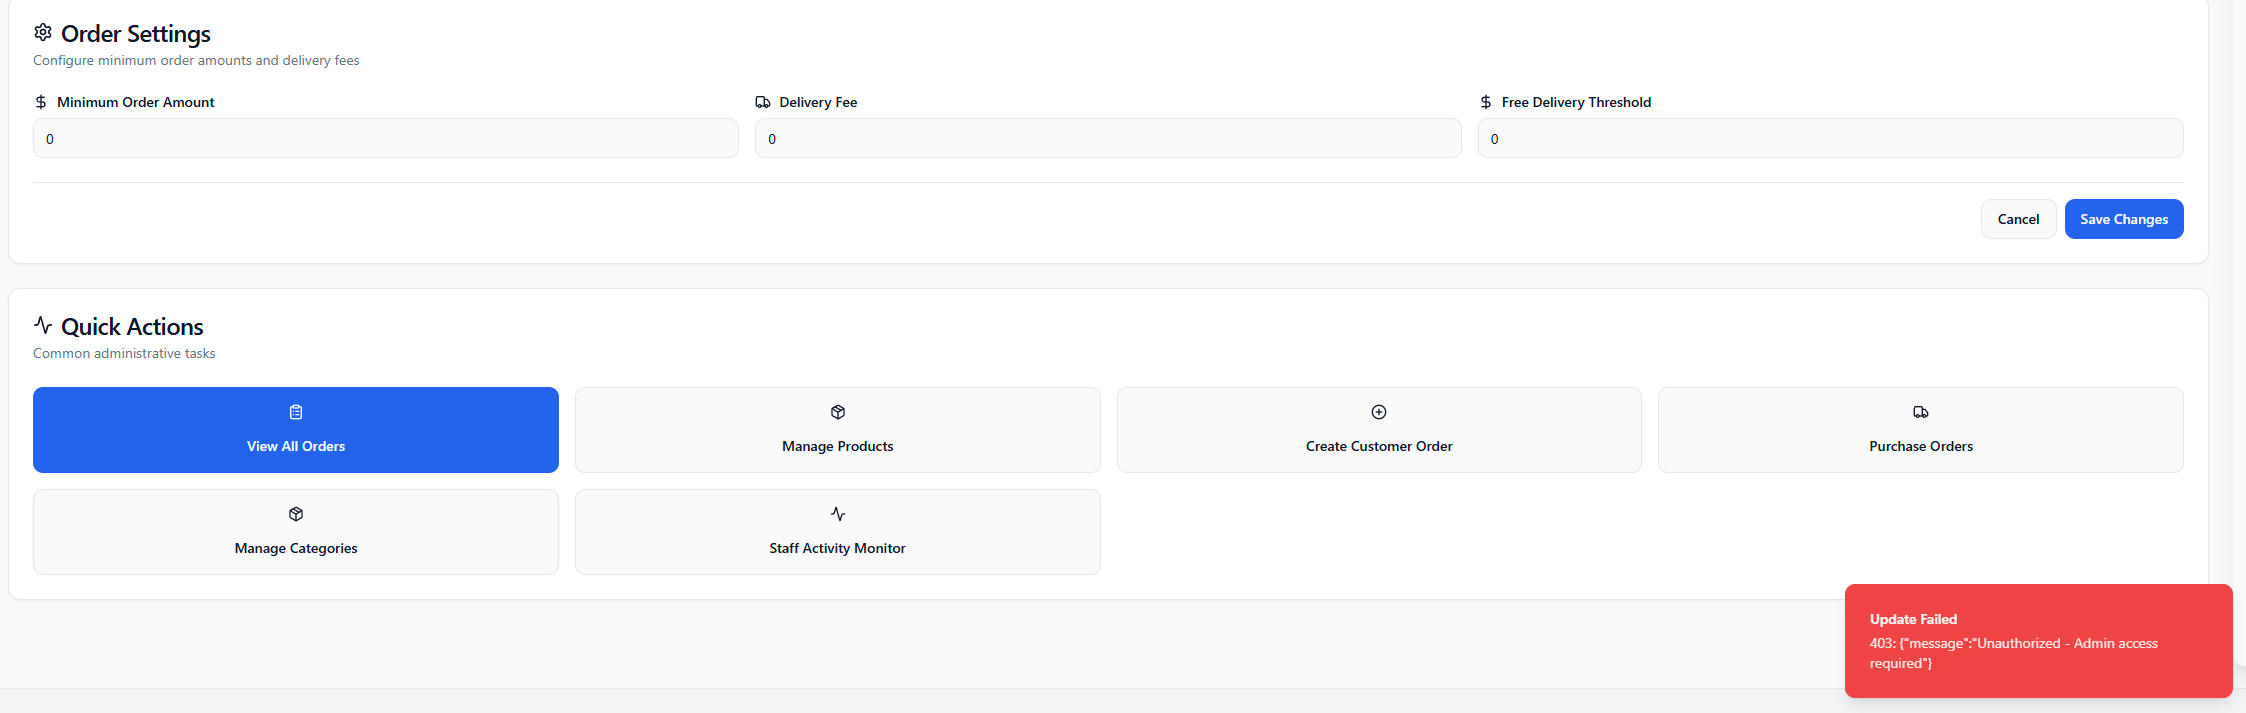 Order Settings
Configure minimum order amounts and delivery fees
Minimum Order Amount
Delivery Fee
Free Delivery Threshold
0
0
0
Cancel
Save Changes
Quick Actions
Common administrative tasks
View All Orders
Manage Products
Create Customer Order
Purchase Orders
Manage Categories
Staff Activity Monitor
Update Failed
403: {"message":"Unauthorized - Admin access
required"}